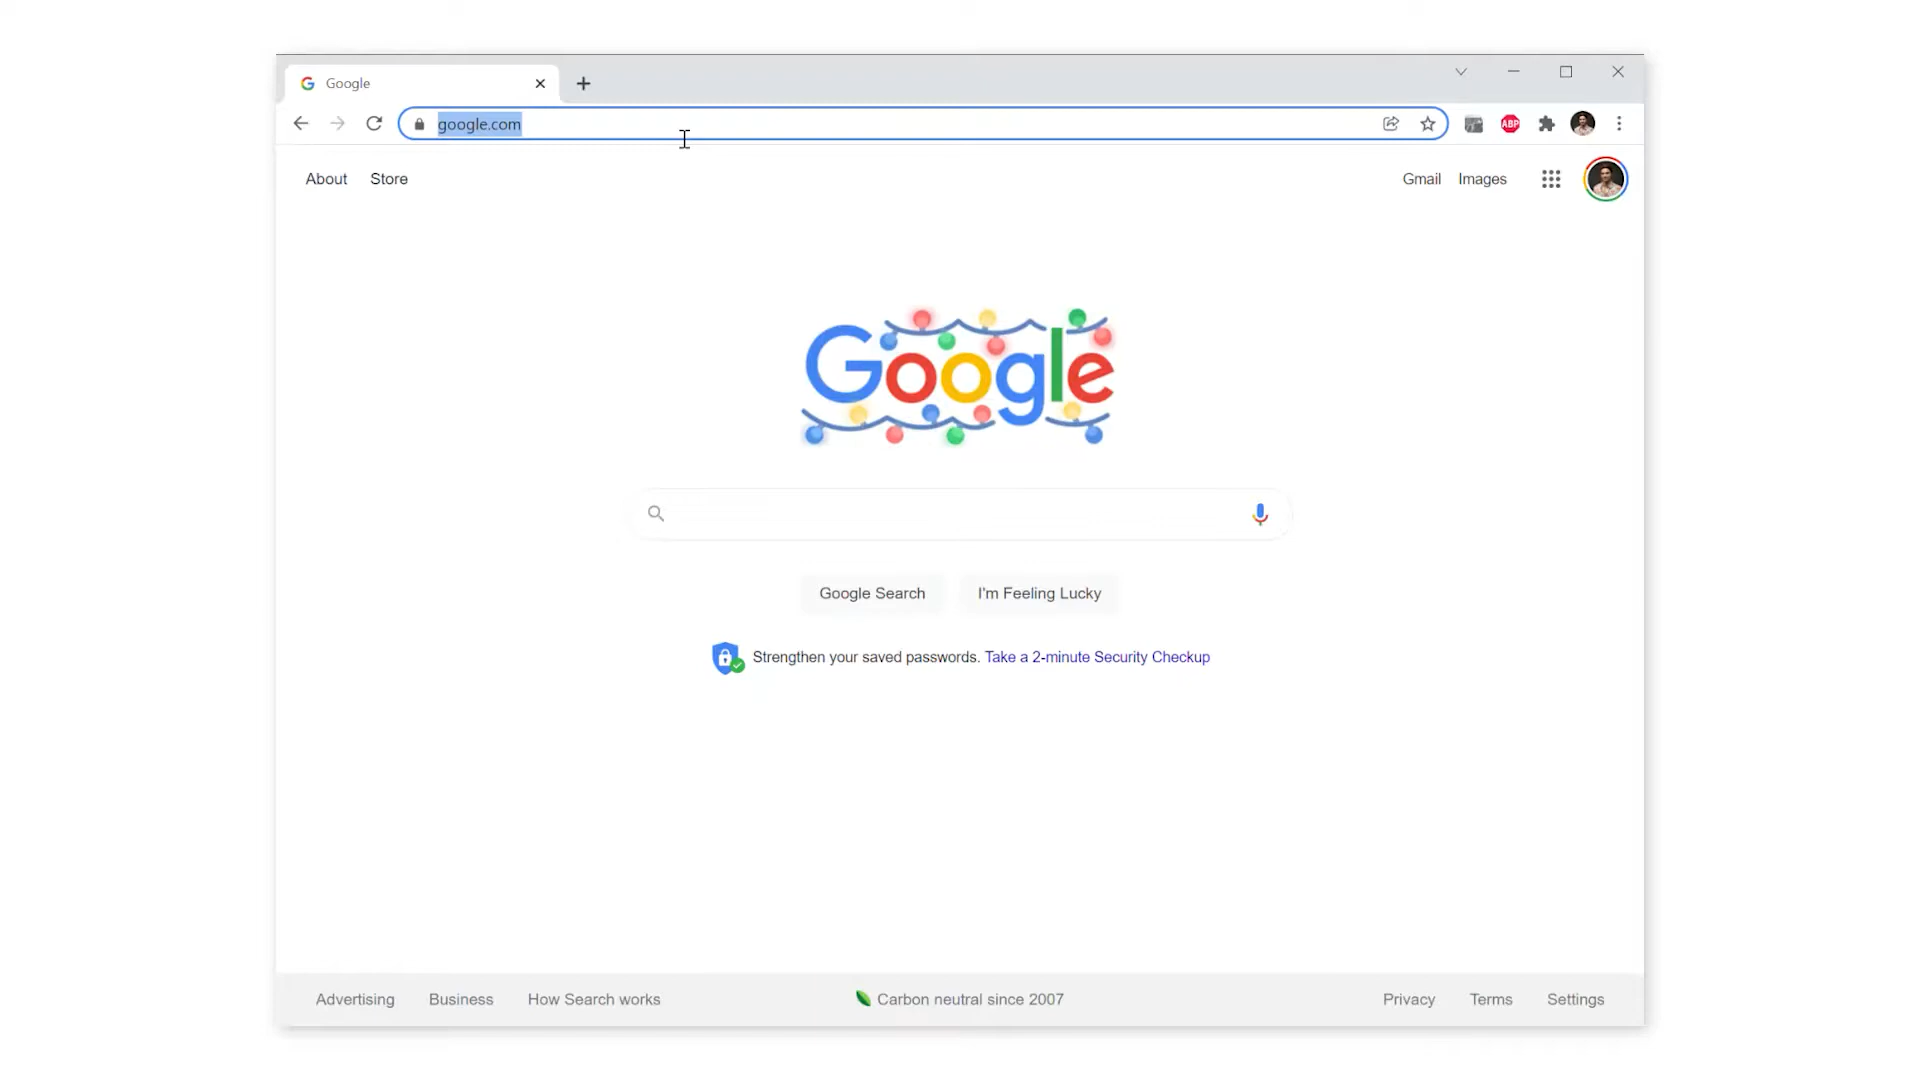 Google
google.com
ABP
About Store
Gmail Images
Google
Google Search I'm Feeling Lucky
Strengthen your saved passwords. Take a 2-minute Security Checkup
Advertising Business How Search works
Carbon neutral since 2007
Privacy Terms Settings